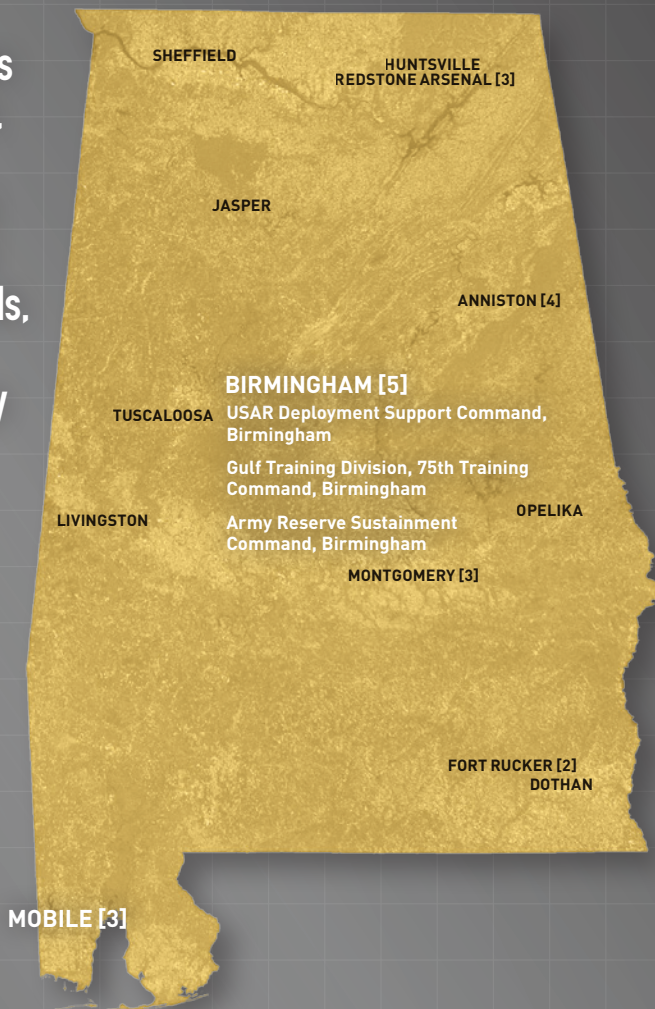 SHEFFIELD
HUNTSVILLE
REDSTONE ARSENAL [3]
JASPER
ANNISTON [4]
BIRMINGHAM [5]
TUSCALOOSA
USAR Deployment Support Command,
Birmingham
Gulf Training Division, 75th Training
Command, Birmingham
LIVINGSTON
OPELIKA
Army Reserve Sustainment
Command, Birmingham
MONTGOMERY [3]
FORT RUCKER [2]
DOTHAN
MOBILE [3]